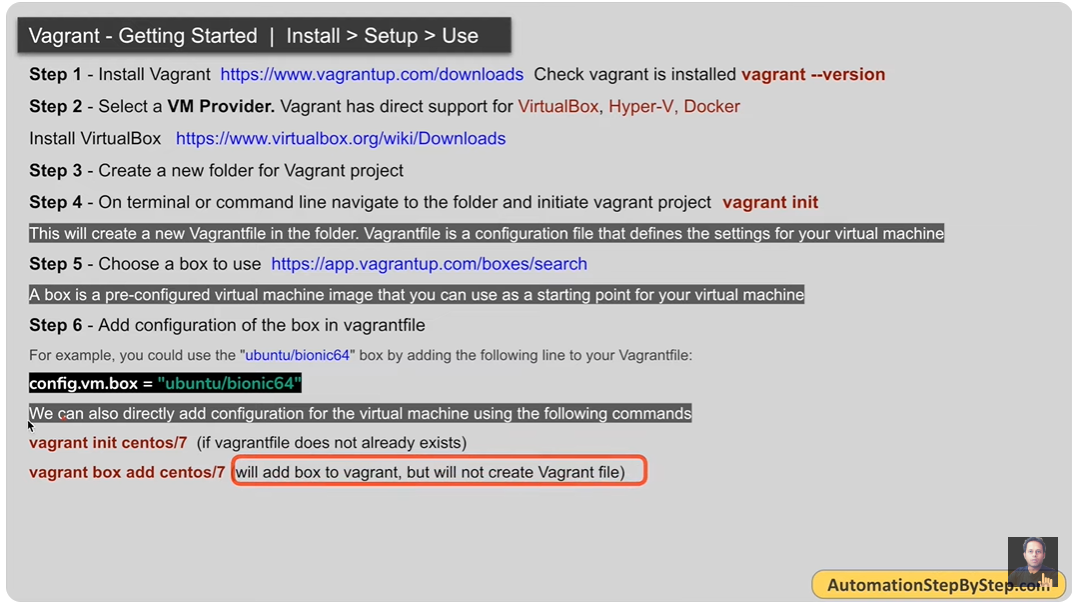 Vagrant - Getting Started | Install > Setup > Use
Step 1 - Install Vagrant https://www.vagrantup.com/downloads Check vagrant is installed vagrant --version
Step 2 - Select a VM Provider. Vagrant has direct support for VirtualBox, Hyper-V, Docker
Install VirtualBox https://www.virtualbox.org/wiki/Downloads
Step 3 - Create a new folder for Vagrant project
Step 4 - On terminal or command line navigate to the folder and initiate vagrant project vagrant init
This will create a new Vagrantfile in the folder. Vagrantfile is a configuration file that defines the settings for your virtual machine
Step 5 - Choose a box to use https://app.vagrantup.com/boxes/search
A box is a pre-configured virtual machine image that you can use as a starting point for your virtual machine
Step 6 - Add configuration of the box in vagrantfile
For example, you could use the "ubuntu/bionic64" box by adding the following line to your Vagrantfile:
config.vm.box = "ubuntu/bionic64"
We can also directly add configuration for the virtual machine using the following commands
vagrant init centos/7 (if vagrantfile does not already exists)
vagrant box add centos/7 (will add box to vagrant, but will not create Vagrant file)
AutomationStepByStep.com